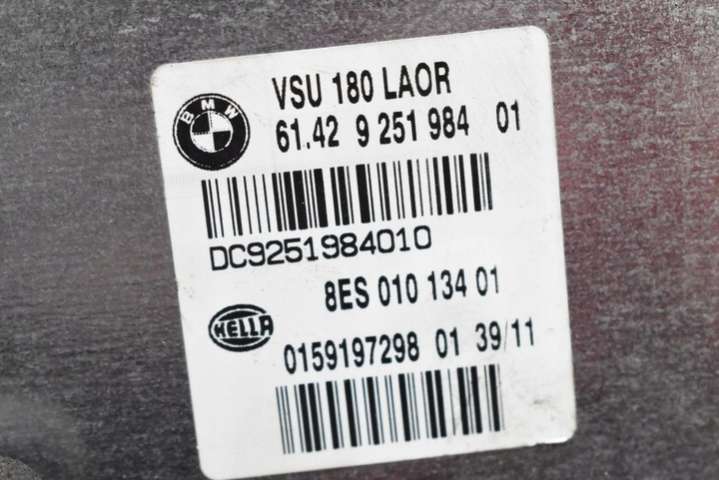 VSU 180 LAOR
BMW
61.42 9 251 984 01
DC9251984010
8ES 010 134 01
HELLA
0159197298 01 39/11